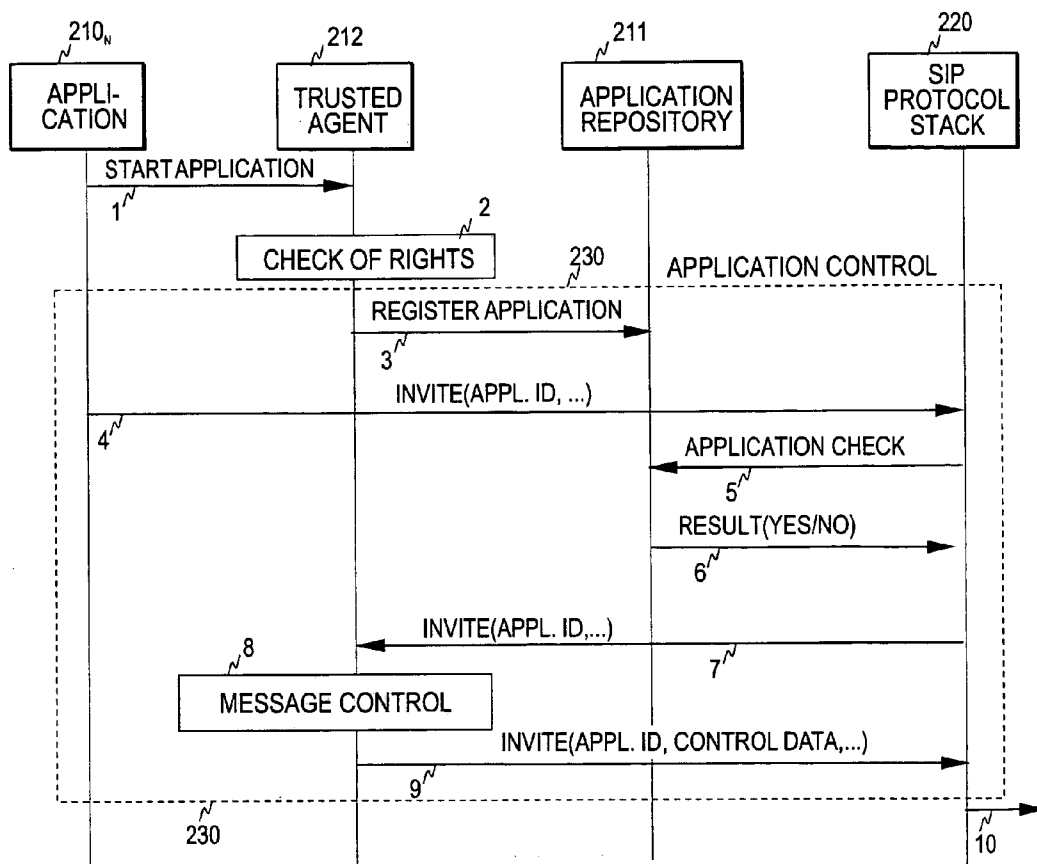 210N
212
211
220
APPLI-
CATION
TRUSTED
AGENT
APPLICATION
REPOSITORY
SIP
PROTOCOL
STACK
START APPLICATION
1
2
CHECK OF RIGHTS
230
APPLICATION CONTROL
REGISTER APPLICATION
3
INVITE(APPL. ID, ...)
4
APPLICATION CHECK
5
RESULT(YES/NO)
6
INVITE(APPL. ID,...)
7
8
MESSAGE CONTROL
INVITE(APPL. ID, CONTROL DATA,...)
9
230
10